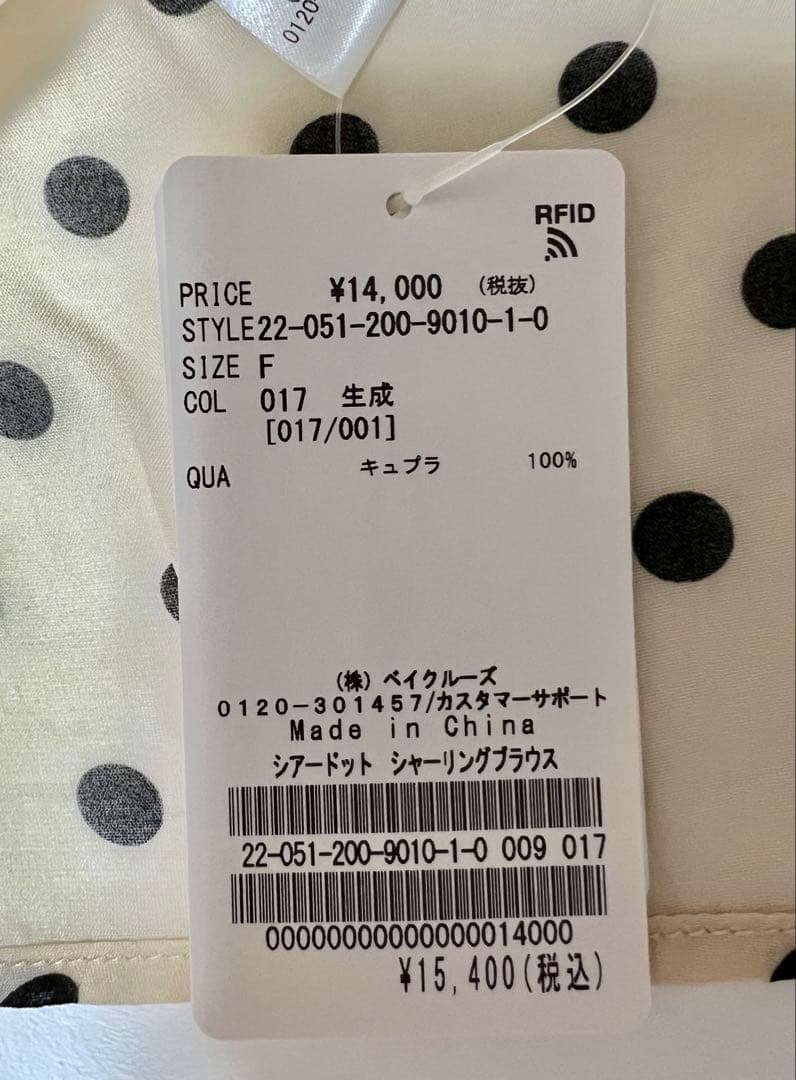 0120-
RFID
PRICE ¥14,000 (税抜)
STYLE22-051-200-9010-1-0
SIZE F
COL 017 生成
[017/001]
QUA キュプラ 100%
(株) ベイクルーズ
0120-301457/カスタマーサポート
Made in China
シアードット シャーリングブラウス
22-051-200-9010-1-0 009 017
00000000000000014000
¥15,400(税込)